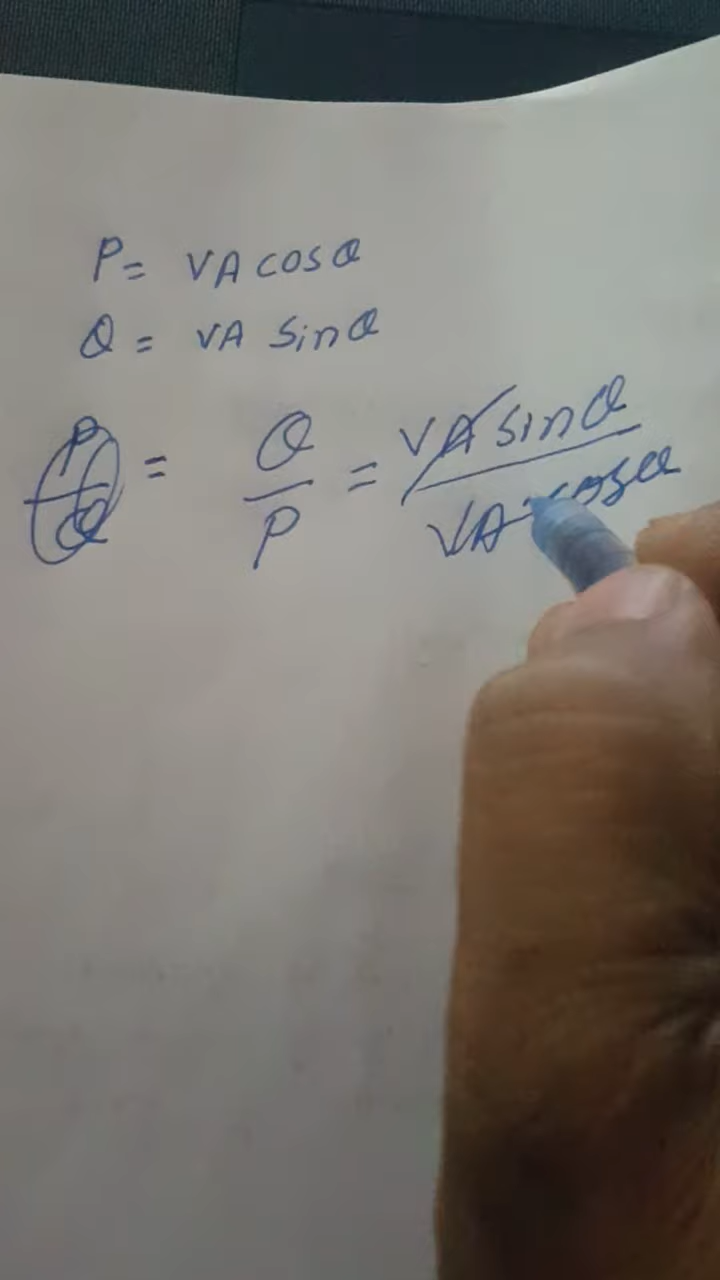 P = VA cosθ
Q = VA sinθ
P/Q = Q/P = VA sinθ / VA cosθ